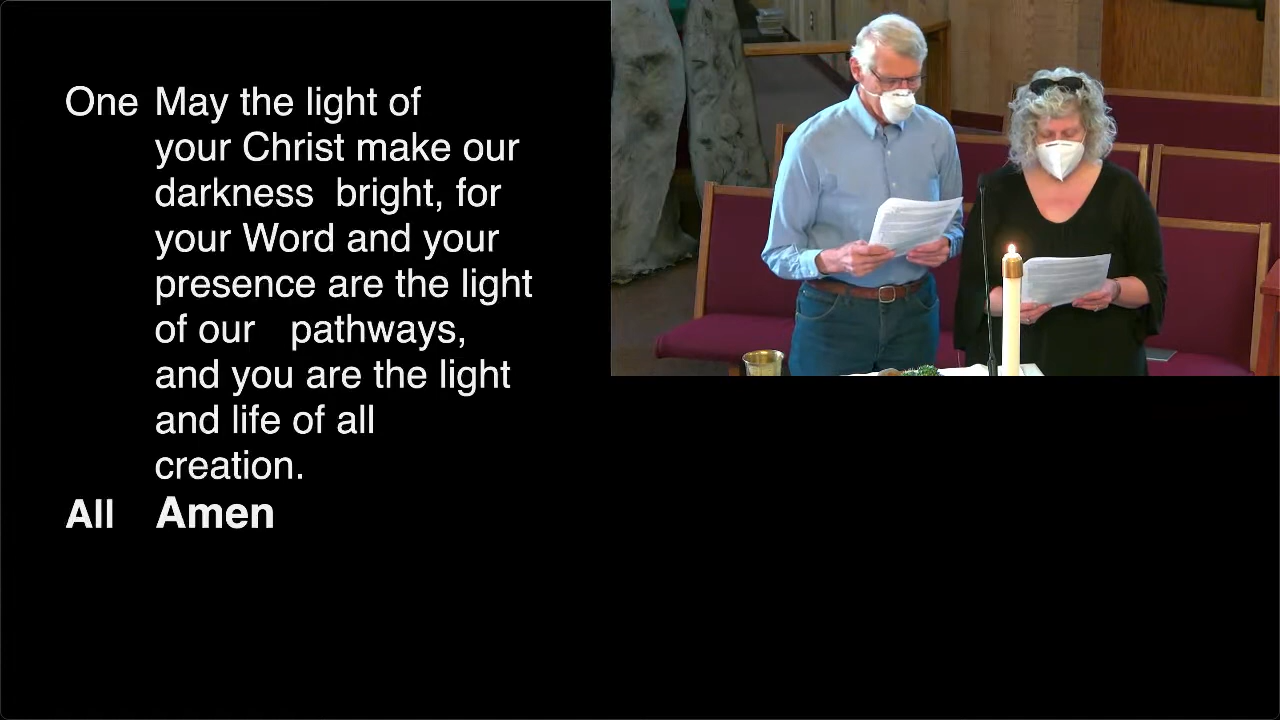 One May the light of
your Christ make our
darkness  bright, for
your Word and your
presence are the light
of our   pathways,
and you are the light
and life of all
creation.
All Amen